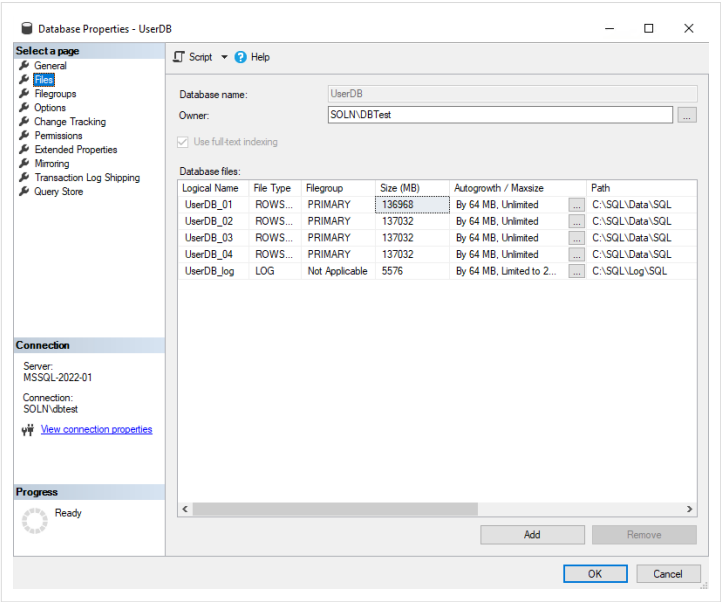 Database Properties - UserDB
Select a page
General
Files
Filegroups
Options
Change Tracking
Permissions
Extended Properties
Mirroring
Transaction Log Shipping
Query Store
Script Help
Database name: UserDB
Owner: SOLN\DBTest ...
Use full-text indexing
Database files:
Logical Name File Type Filegroup Size (MB) Autogrowth / Maxsize Path
UserDB_01 ROWS... PRIMARY 136968 By 64 MB, Unlimited ... C:\SQL\Data\SQL
UserDB_02 ROWS... PRIMARY 137032 By 64 MB, Unlimited ... C:\SQL\Data\SQL
UserDB_03 ROWS... PRIMARY 137032 By 64 MB, Unlimited ... C:\SQL\Data\SQL
UserDB_04 ROWS... PRIMARY 137032 By 64 MB, Unlimited ... C:\SQL\Data\SQL
UserDB_log LOG Not Applicable 5576 By 64 MB, Limited to 2... ... C:\SQL\Log\SQL
Connection
Server:
MSSQL-2022-01
Connection:
SOLN\dbtest
View connection properties
Progress
Ready
Add Remove
OK Cancel